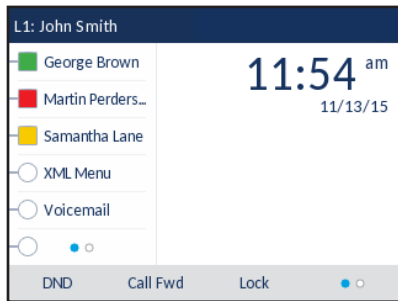 L1: John Smith
George Brown
11:54 am
Martin Perders...
11/13/15
Samantha Lane
XML Menu
Voicemail
DND Call Fwd Lock